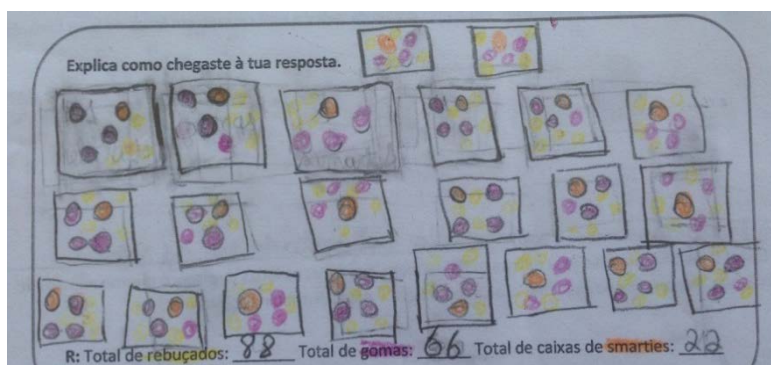 Explica como chegaste à tua resposta.
R: Total de rebuçados: 88 Total de gomas: 66 Total de caixas de smarties: 22